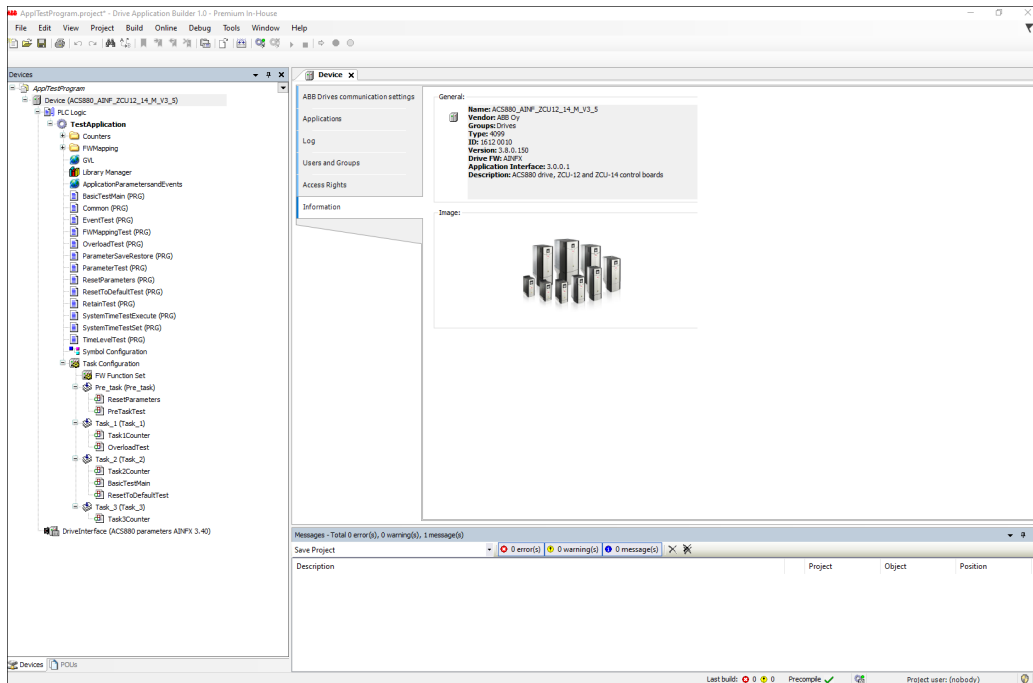 ApplTestProgram.project* - Drive Application Builder 1.0 - Premium In-House
File Edit View Project Build Online Debug Tools Window Help
Devices
ApplTestProgram
Device (ACS880_AINF_ZCU12_14_M_V3_5)
PLC Logic
TestApplication
Counters
FWMapping
GVL
Library Manager
ApplicationParametersandEvents
BasicTestMain (PRG)
Common (PRG)
EventTest (PRG)
FWMappingTest (PRG)
OverloadTest (PRG)
ParameterSaveRestore (PRG)
ParameterTest (PRG)
ResetParameters (PRG)
ResetToDefaultTest (PRG)
RetainTest (PRG)
SystemTimeTestExecute (PRG)
SystemTimeTestSet (PRG)
TimeLevelTest (PRG)
Symbol Configuration
Task Configuration
FW Function Set
Pre_task (Pre_task)
ResetParameters
PreTaskTest
Task_1 (Task_1)
Task1Counter
OverloadTest
Task_2 (Task_2)
Task2Counter
BasicTestMain
ResetToDefaultTest
Task_3 (Task_3)
Task3Counter
DriveInterface (ACS880 parameters AINFX 3.40)
Devices POUs
Device
ABB Drives communication settings
Applications
Log
Users and Groups
Access Rights
Information
General:
Name: ACS880_AINF_ZCU12_14_M_V3_5
Vendor: ABB Oy
Groups: Drives
Type: 4099
ID: 1612 0010
Version: 3.8.0.150
Drive FW: AINFX
Application Interface: 3.0.0.1
Description: ACS880 drive, ZCU-12 and ZCU-14 control boards
Image:
Messages - Total 0 error(s), 0 warning(s), 1 message(s)
Save Project 0 error(s) 0 warning(s) 0 message(s)
Description Project Object Position
Last build: 0 0 Precompile Project user: (nobody)